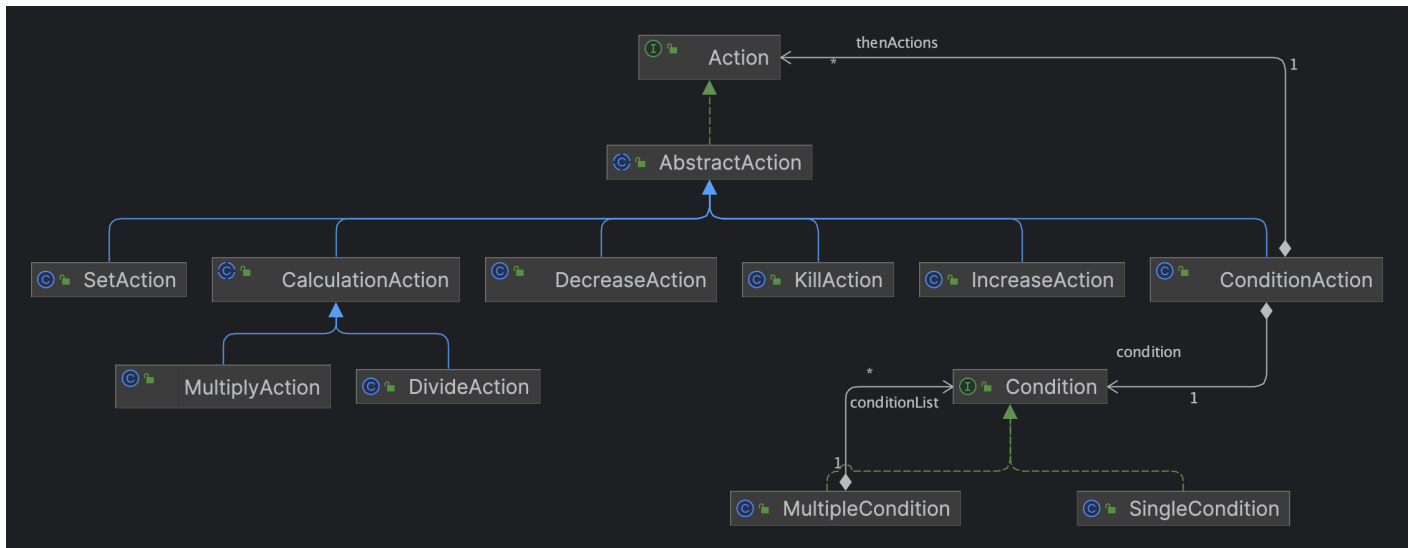 thenActions
Action
*
1
AbstractAction
SetAction
CalculationAction
DecreaseAction
KillAction
IncreaseAction
ConditionAction
condition
MultiplyAction
DivideAction
*
Condition
conditionList
1
1
MultipleCondition
SingleCondition